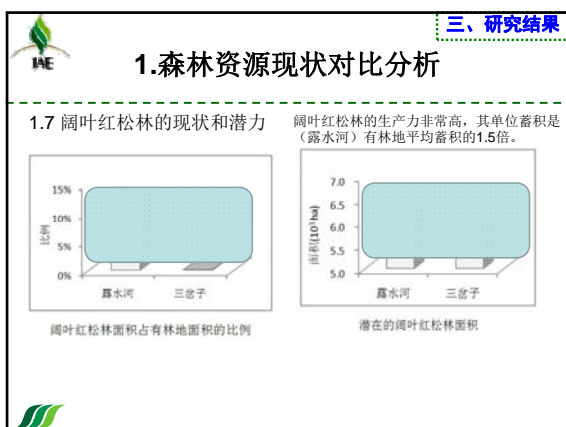 三、研究结果
IAE
1.森林资源现状对比分析
1.7 阔叶红松林的现状和潜力
阔叶红松林的生产力非常高，其单位蓄积是
（露水河）有林地平均蓄积的1.5倍。
15%
10%
5%
0%
比例
露水河 三岔子
阔叶红松林面积占有林地面积的比例
7.0
6.5
6.0
5.5
5.0
面积(10³ha)
露水河 三岔子
潜在的阔叶红松林面积